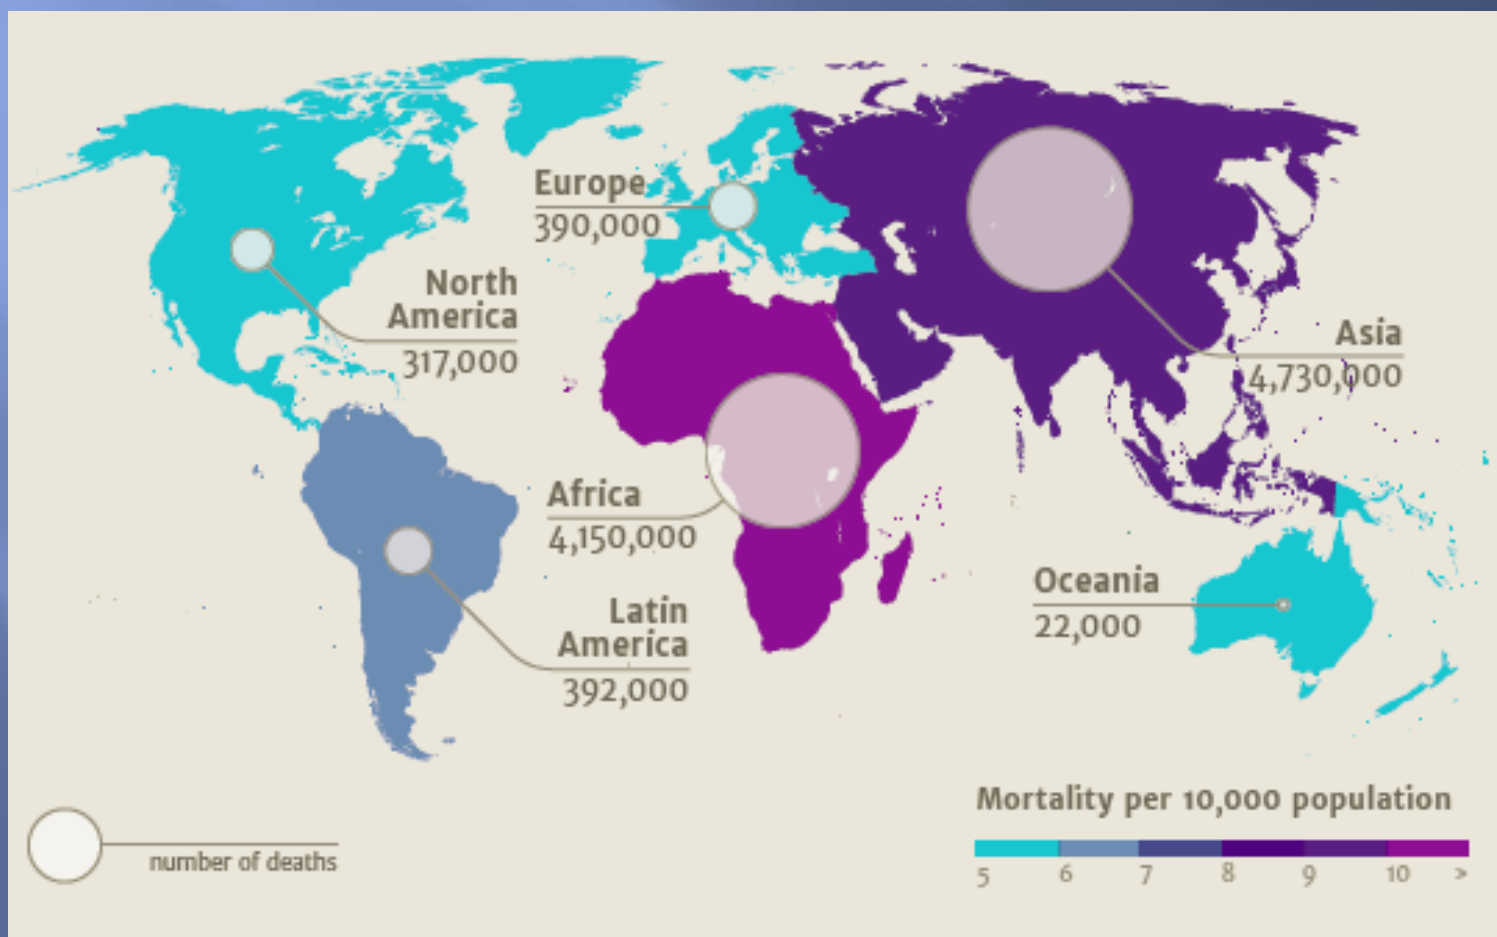 Europe
390,000
North
America
317,000
Asia
4,730,000
Africa
4,150,000
Oceania
22,000
Latin
America
392,000
Mortality per 10,000 population
5 6 7 8 9 10 >
number of deaths